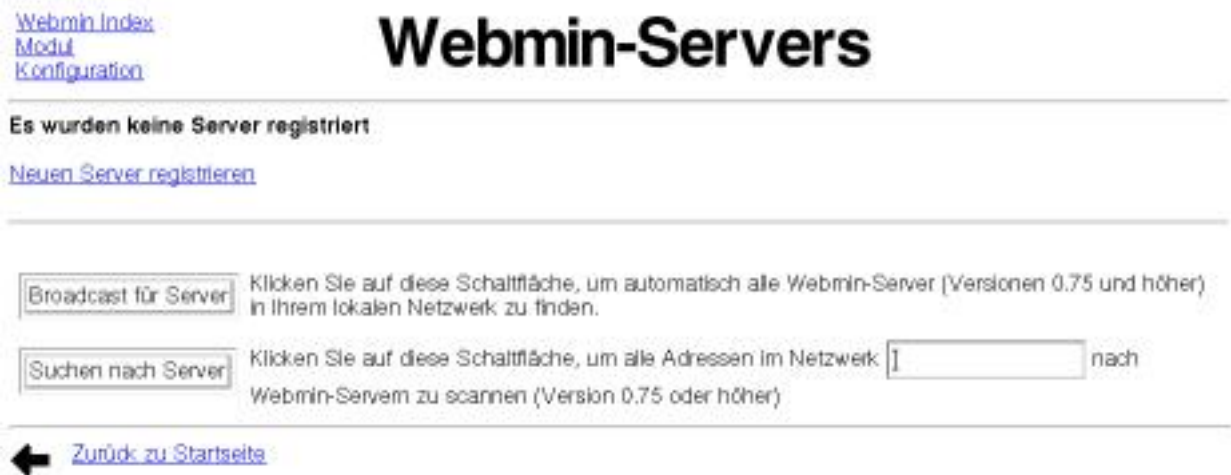 Webmin Index
Modul
Konfiguration
Webmin-Servers
Es wurden keine Server registriert
Neuen Server registrieren
Broadcast für Server
Klicken Sie auf diese Schaltfläche, um automatisch alle Webmin-Server (Versionen 0.75 und höher)
in Ihrem lokalen Netzwerk zu finden.
Suchen nach Server
Klicken Sie auf diese Schaltfläche, um alle Adressen im Netzwerk nach
Webmin-Servern zu scannen (Version 0.75 oder höher)
Zurück zu Startseite